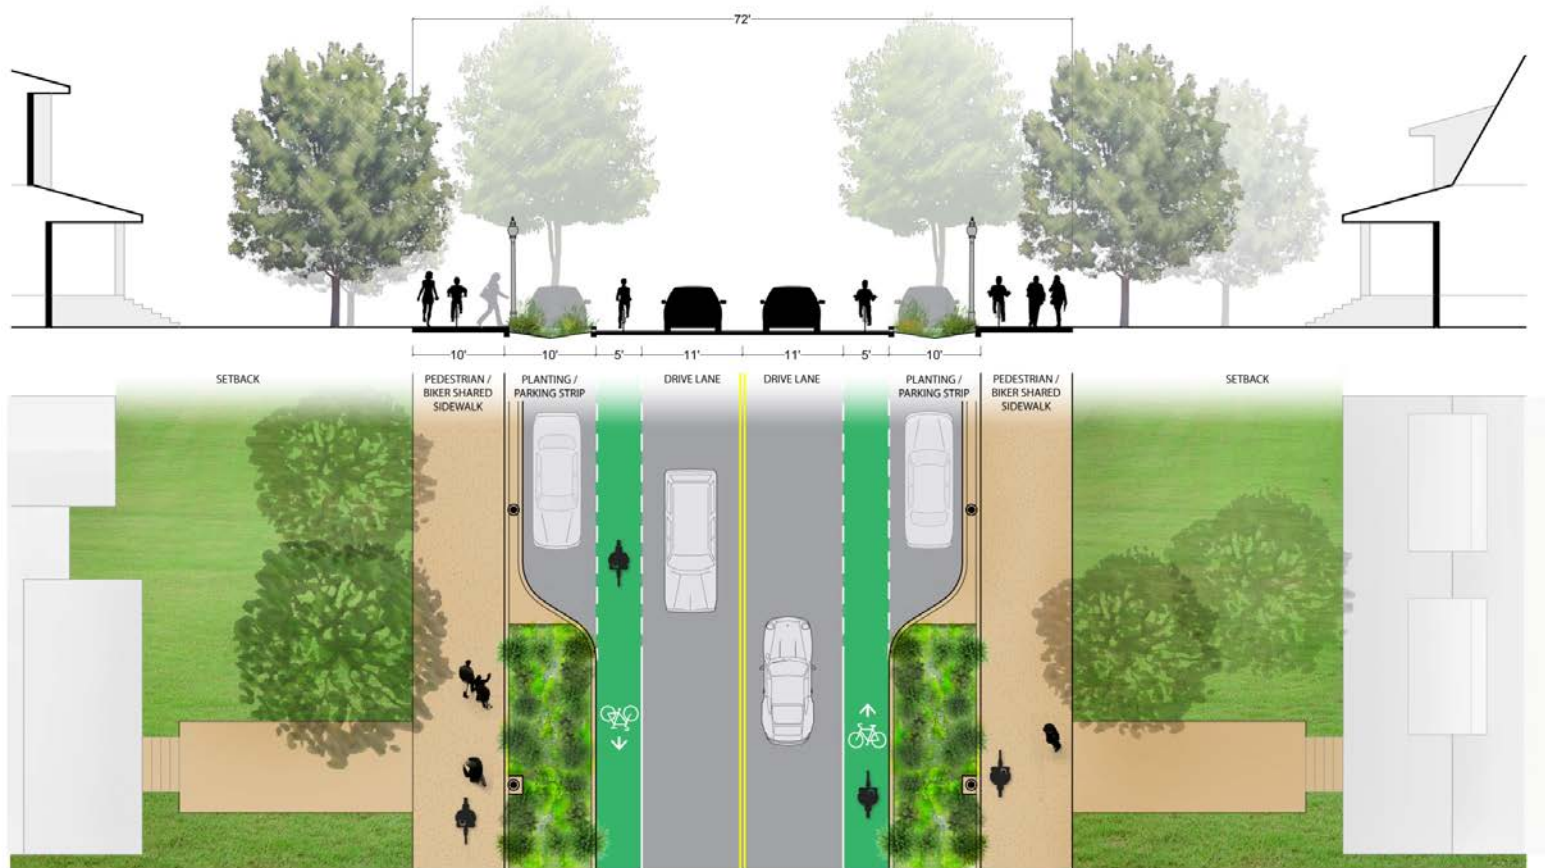 72'
10' 10' 5' 11' 11' 5' 10'
SETBACK
PEDESTRIAN /
BIKER SHARED
SIDEWALK
PLANTING /
PARKING STRIP
DRIVE LANE
DRIVE LANE
PLANTING /
PARKING STRIP
PEDESTRIAN /
BIKER SHARED
SIDEWALK
SETBACK